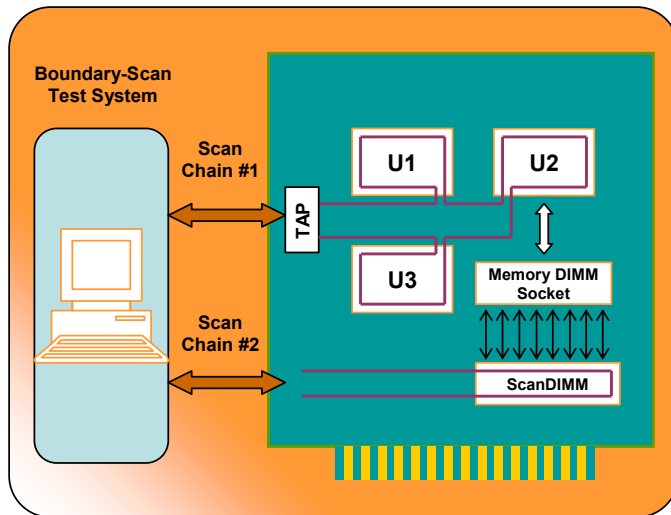 Boundary-Scan
Test System
Scan
Chain #1
TAP
U1
U2
U3
Memory DIMM
Socket
Scan
Chain #2
ScanDIMM